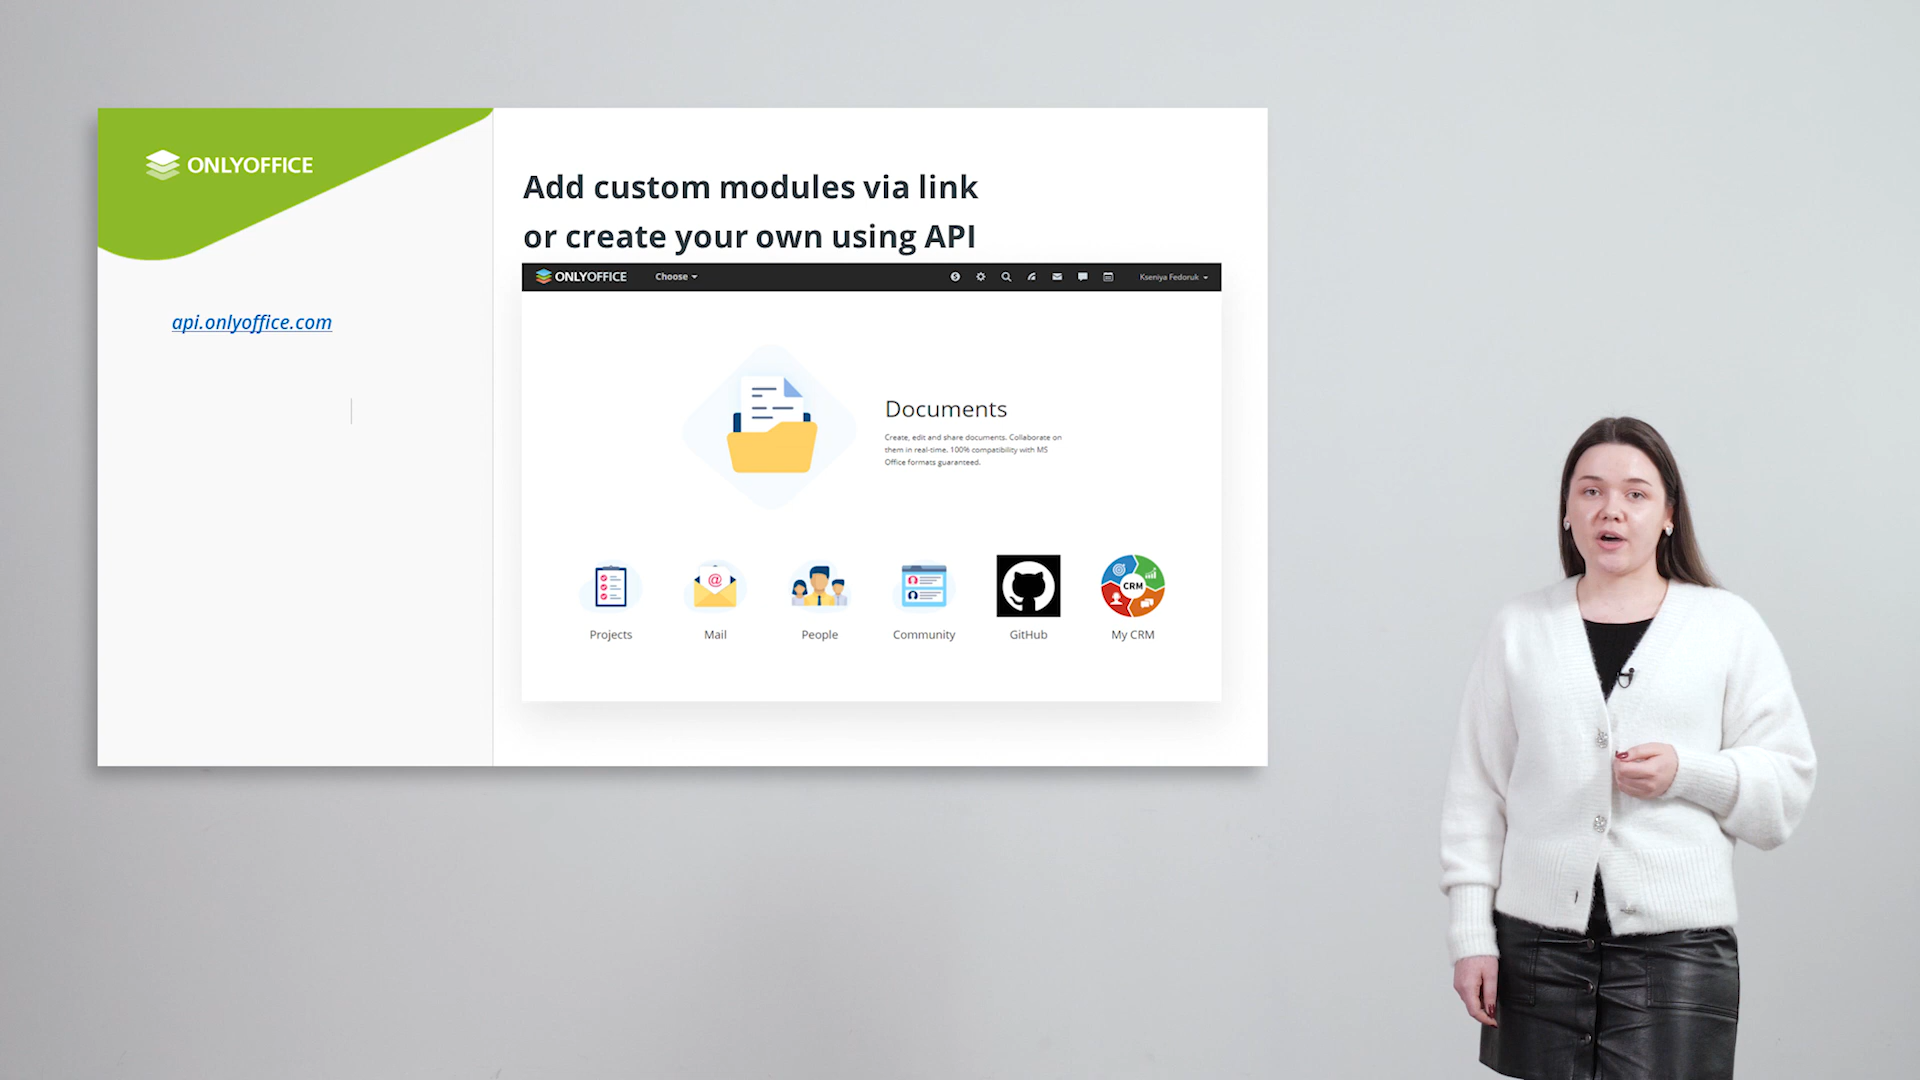 ONLYOFFICE
api.onlyoffice.com
Add custom modules via link
or create your own using API
ONLYOFFICE
Choose
Kseniya Fedoruk
Documents
Create, edit and share documents. Collaborate on
them in real-time. 100% compatibility with MS
Office formats guaranteed.
@
CRM
Projects
Mail
People
Community
GitHub
My CRM